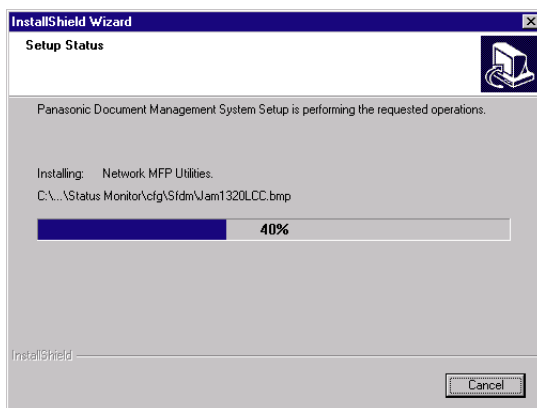 InstallShield Wizard
Setup Status
Panasonic Document Management System Setup is performing the requested operations.
Installing: Network MFP Utilities.
C:\...\Status Monitor\cfg\Sfdm\Jam1320LCC.bmp
40%
InstallShield
Cancel